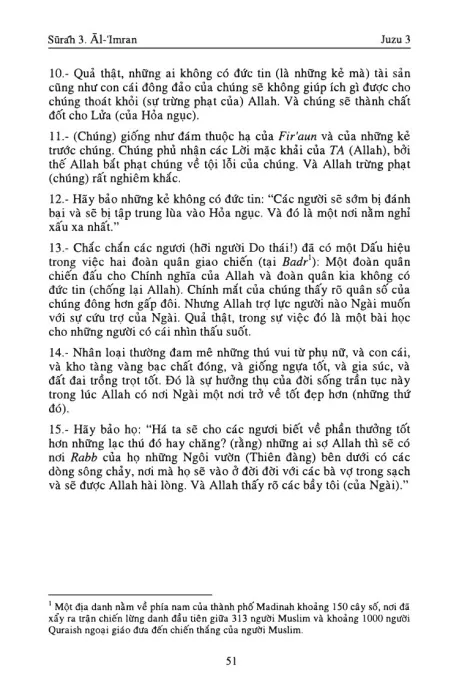 Sūrah 3. Āl-'Imran Juzu 3
10.- Quả thật, những ai không có đức tin (là những kẻ mà) tài sản
cũng như con cái đông đảo của chúng sẽ không giúp ích gì được cho
chúng thoát khỏi (sự trừng phạt của) Allah. Và chúng sẽ thành chất
đốt cho Lửa (của Hỏa ngục).
11.- (Chúng) giống như đám thuộc hạ của Fir'aun và của những kẻ
trước chúng. Chúng phủ nhận các Lời mặc khải của TA (Allah), bởi
thế Allah bắt phạt chúng về tội lỗi của chúng. Và Allah trừng phạt
(chúng) rất nghiêm khắc.
12.- Hãy bảo những kẻ không có đức tin: “Các người sẽ sớm bị đánh
bại và sẽ bị tập trung lùa vào Hỏa ngục. Và đó là một nơi nằm nghỉ
xấu xa nhất.”
13.- Chắc chắn các ngươi (hỡi người Do thái!) đã có một Dấu hiệu
trong việc hai đoàn quân giao chiến (tại Badr¹): Một đoàn quân
chiến đấu cho Chính nghĩa của Allah và đoàn quân kia không có
đức tin (chống lại Allah). Chính mắt của chúng thấy rõ quân số của
chúng đông hơn gấp đôi. Nhưng Allah trợ lực người nào Ngài muốn
với sự cứu trợ của Ngài. Quả thật, trong sự việc đó là một bài học
cho những người có cái nhìn thấu suốt.
14.- Nhân loại thường đam mê những thú vui từ phụ nữ, và con cái,
và kho tàng vàng bạc chất đống, và giống ngựa tốt, và gia súc, và
đất đai trồng trọt tốt. Đó là sự hưởng thụ của đời sống trần tục này
trong lúc Allah có nơi Ngài một nơi trở về tốt đẹp hơn (những thứ
đó).
15.- Hãy bảo họ: “Há ta sẽ cho các ngươi biết về phần thưởng tốt
hơn những lạc thú đó hay chăng? (rằng) những ai sợ Allah thì sẽ có
nơi Rabb của họ những Ngôi vườn (Thiên đàng) bên dưới có các
dòng sông chảy, nơi mà họ sẽ vào ở đời đời với các bà vợ trong sạch
và sẽ được Allah hài lòng. Và Allah thấy rõ các bầy tôi (của Ngài).”
¹ Một địa danh nằm về phía nam của thành phố Madinah khoảng 150 cây số, nơi đã
xẩy ra trận chiến lừng danh đầu tiên giữa 313 người Muslim và khoảng 1000 người
Quraish ngoại giáo đưa đến chiến thắng của người Muslim.
51